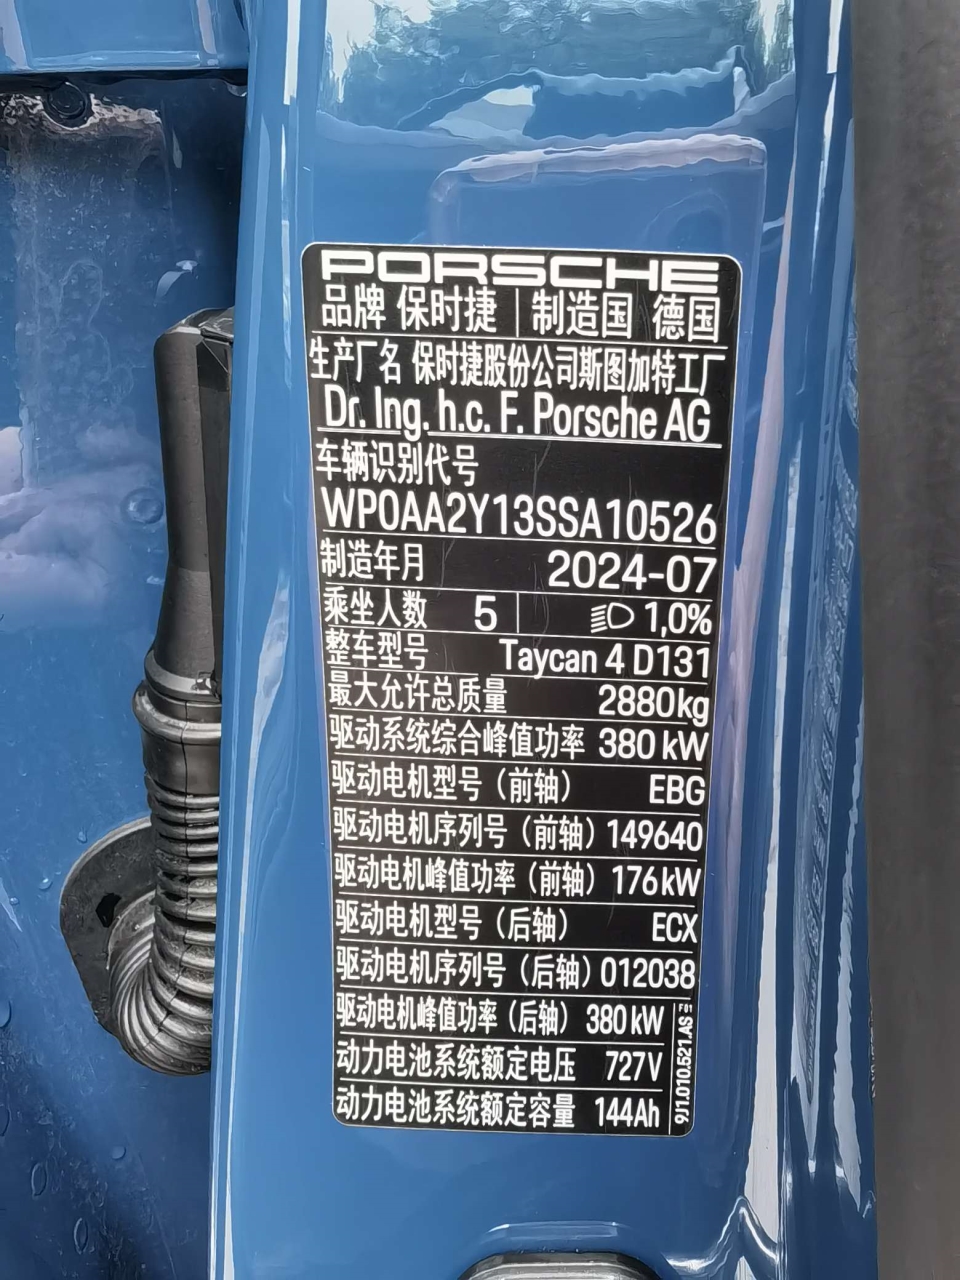 PORSCHE
品牌 保时捷 制造国 德国
生产厂名 保时捷股份公司斯图加特工厂
Dr. Ing. h.c. F. Porsche AG
车辆识别代号
WP0AA2Y13SSA10526
制造年月 2024-07
乘坐人数 5 1,0%
整车型号 Taycan 4 D131
最大允许总质量 2880kg
驱动系统综合峰值功率 380 kW
驱动电机型号（前轴） EBG
驱动电机序列号（前轴）149640
驱动电机峰值功率（前轴） 176kW
驱动电机型号（后轴） ECX
驱动电机序列号（后轴）012038
驱动电机峰值功率（后轴） 380 kW
动力电池系统额定电压 727V
动力电池系统额定容量 144Ah
9J1.010.521.AS F81